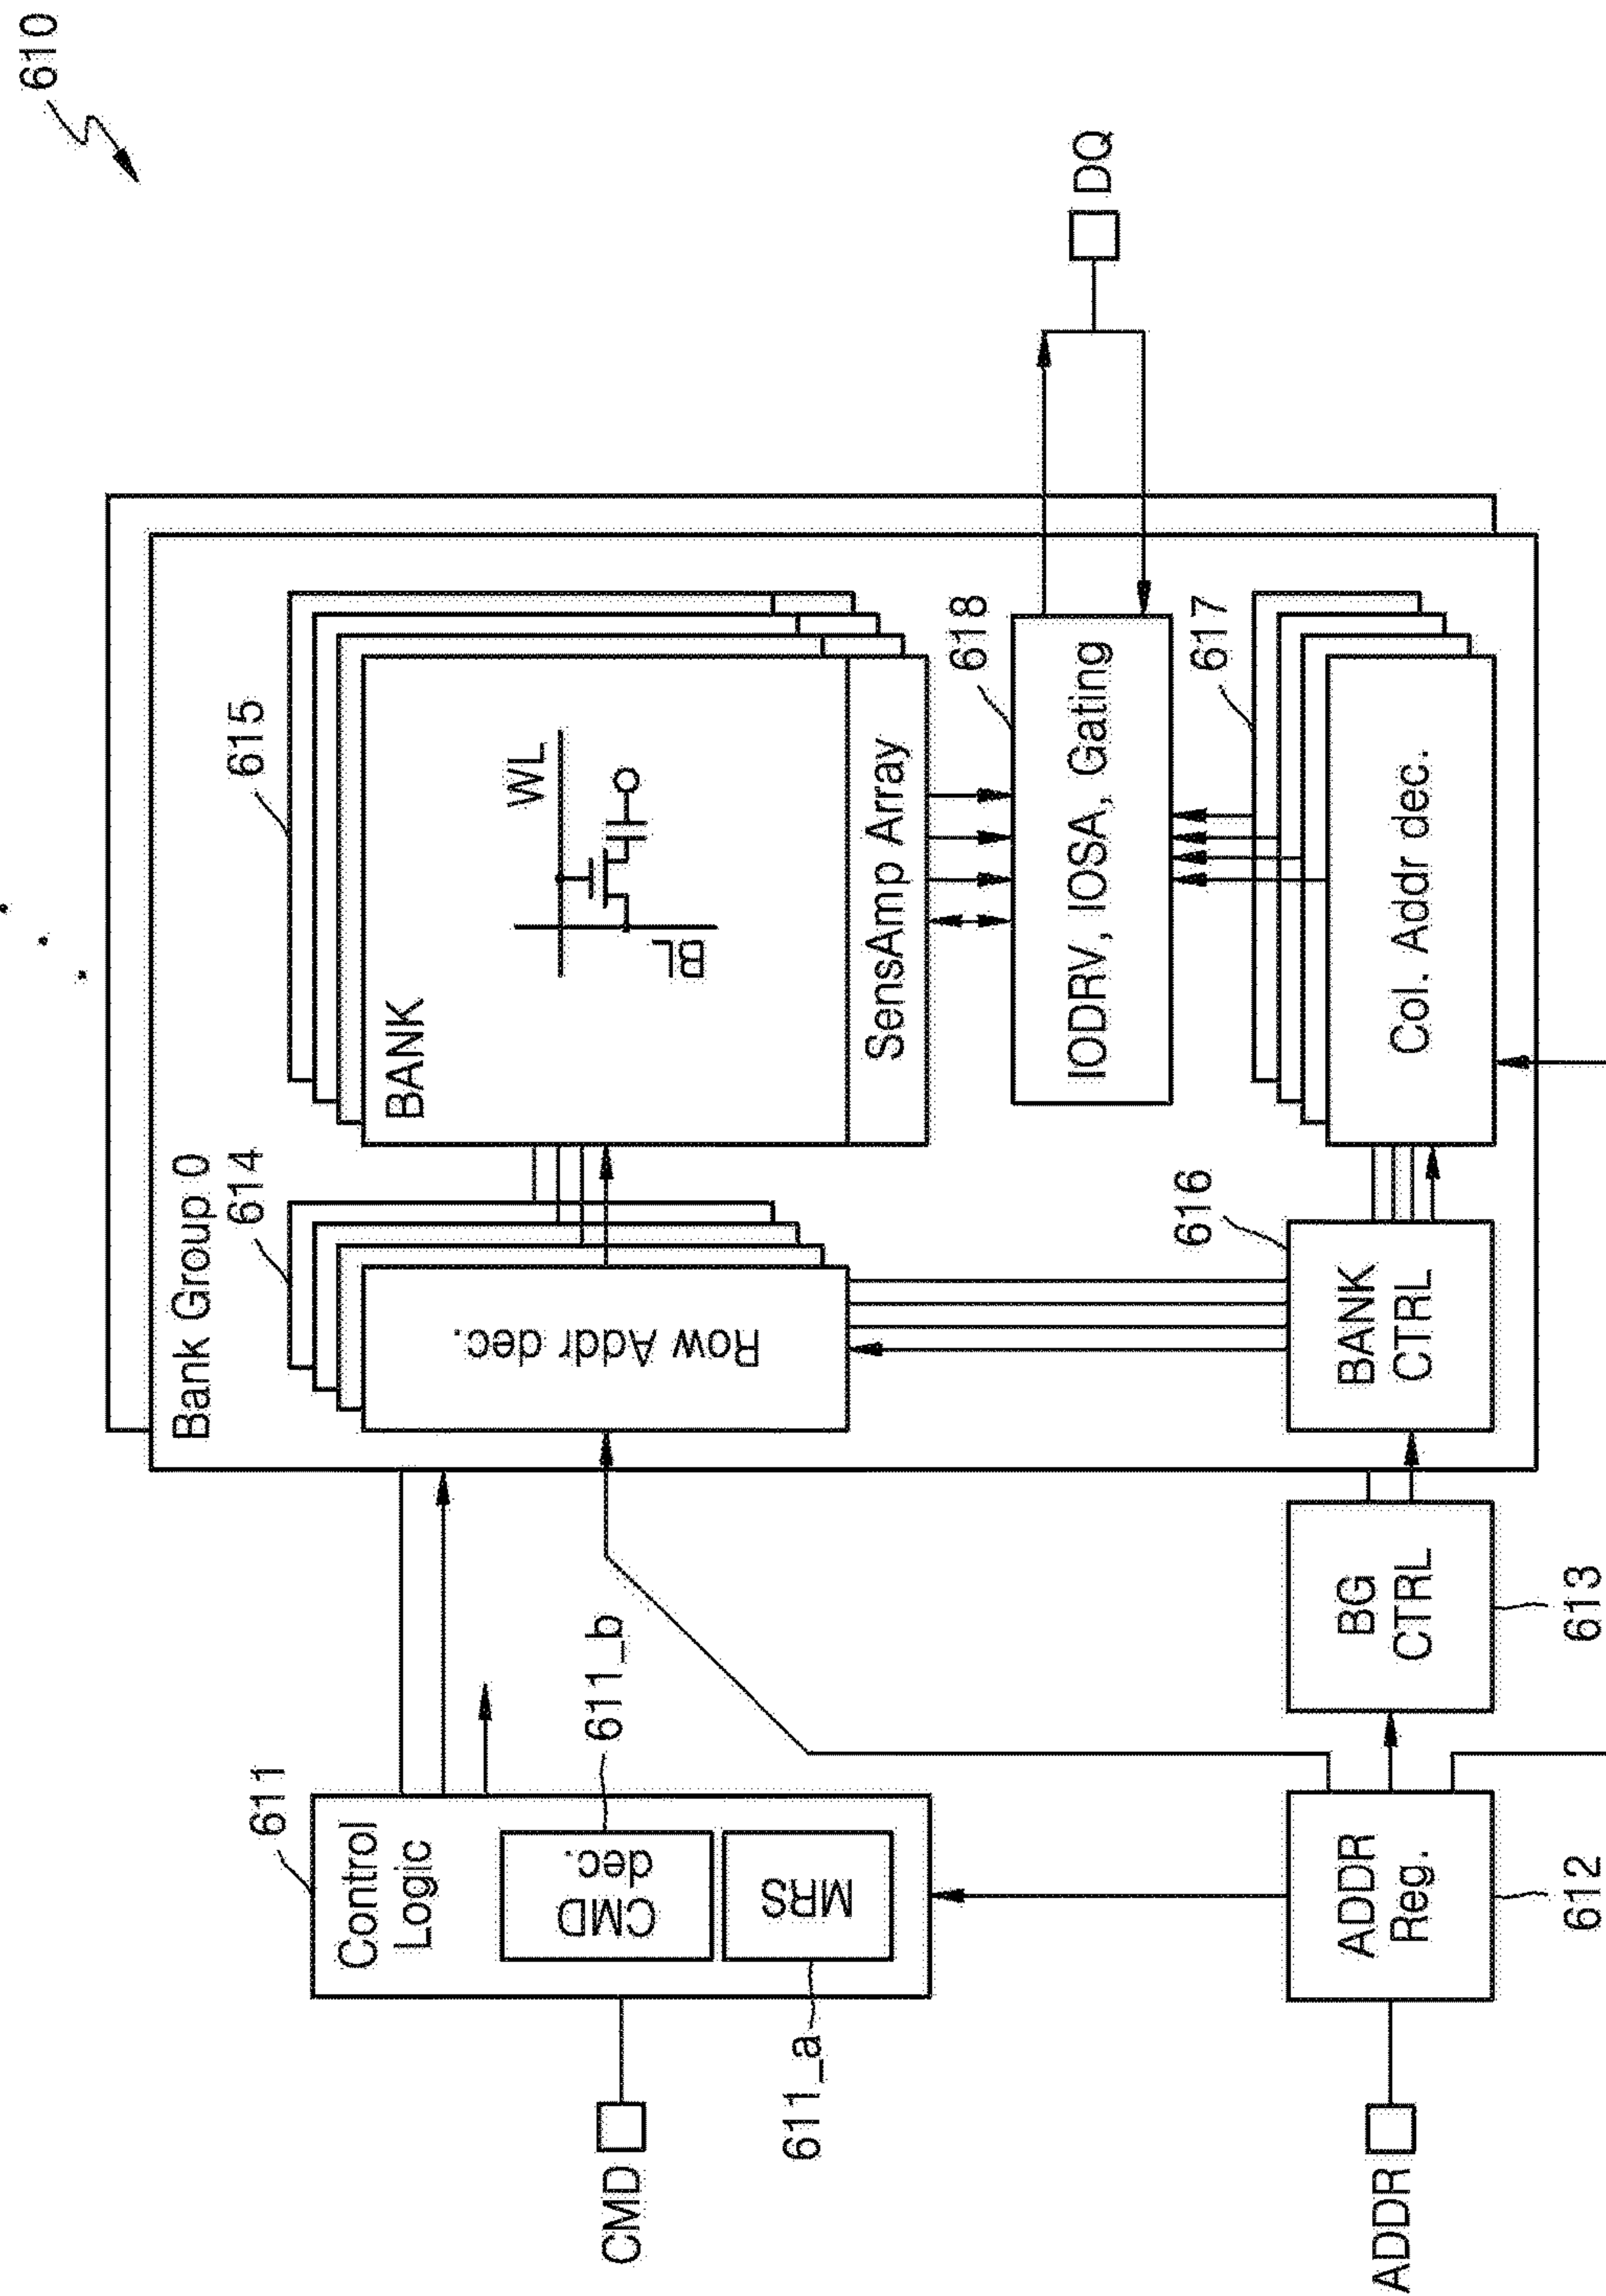 610
Bank Group 0
614
615
Row Addr dec.
BANK
WL
BL
SensAmp Array
618
IODRV, IOSA, Gating
DQ
617
Col. Addr dec.
616
BANK
CTRL
611
Control
Logic
CMD
dec.
611_b
MRS
611_a
CMD
ADDR
ADDR
Reg.
612
BG
CTRL
613